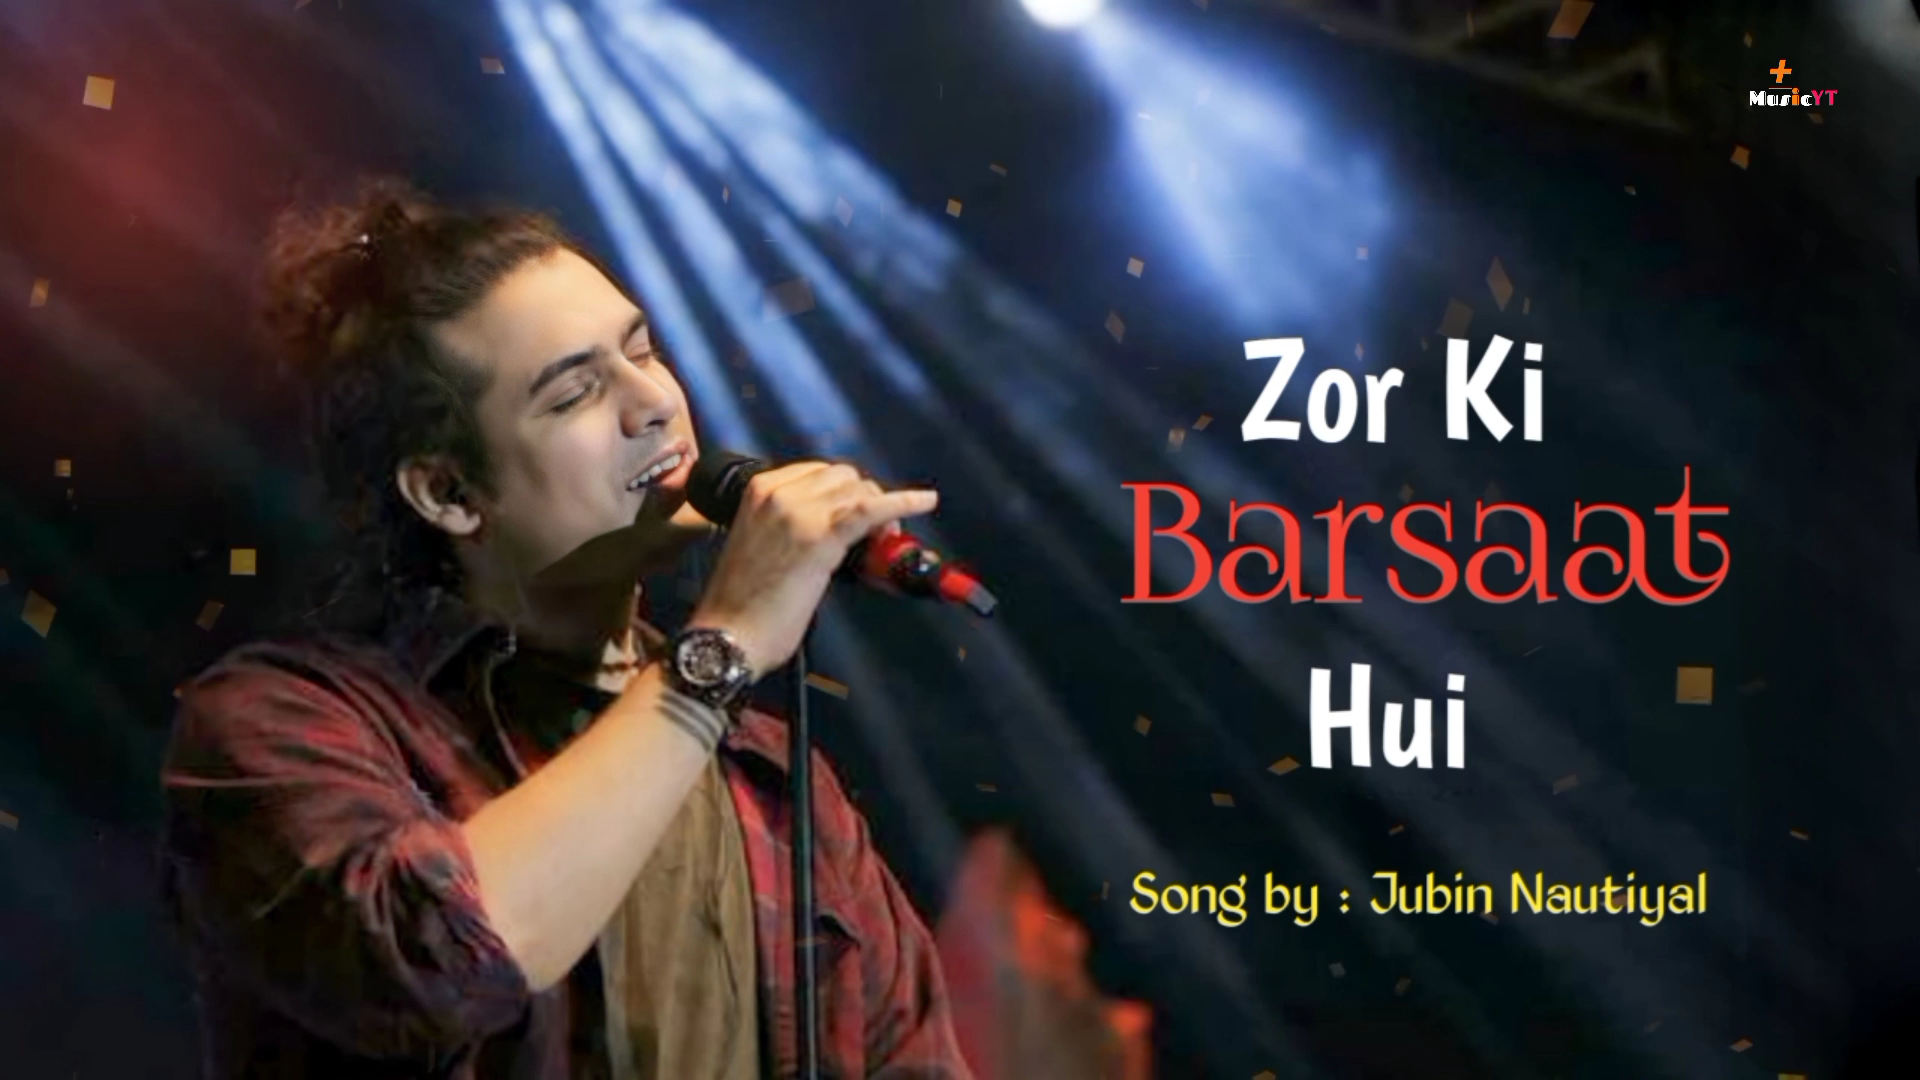 +
MusicYT
Zor Ki
Barsaat
Hui
Song by : Jubin Nautiyal